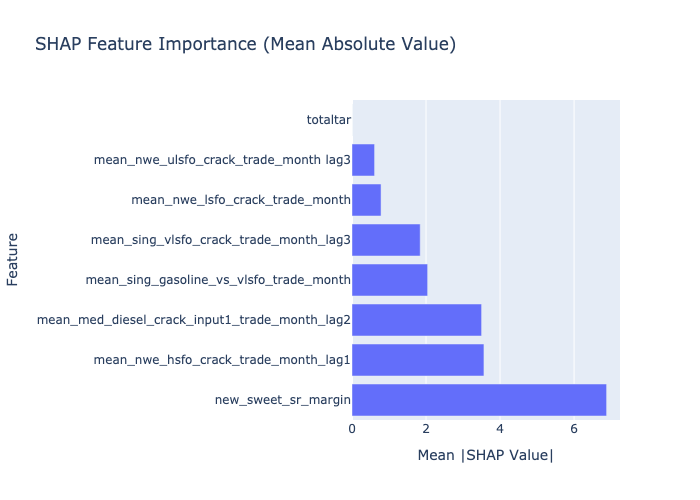 SHAP Feature Importance (Mean Absolute Value)
totaltar
mean_nwe_ulsfo_crack_trade_month lag3
mean_nwe_lsfo_crack_trade_month
mean_sing_vlsfo_crack_trade_month_lag3
mean_sing_gasoline_vs_vlsfo_trade_month
mean_med_diesel_crack_input1_trade_month_lag2
mean_nwe_hsfo_crack_trade_month_lag1
new_sweet_sr_margin
Feature
0 2 4 6
Mean |SHAP Value|